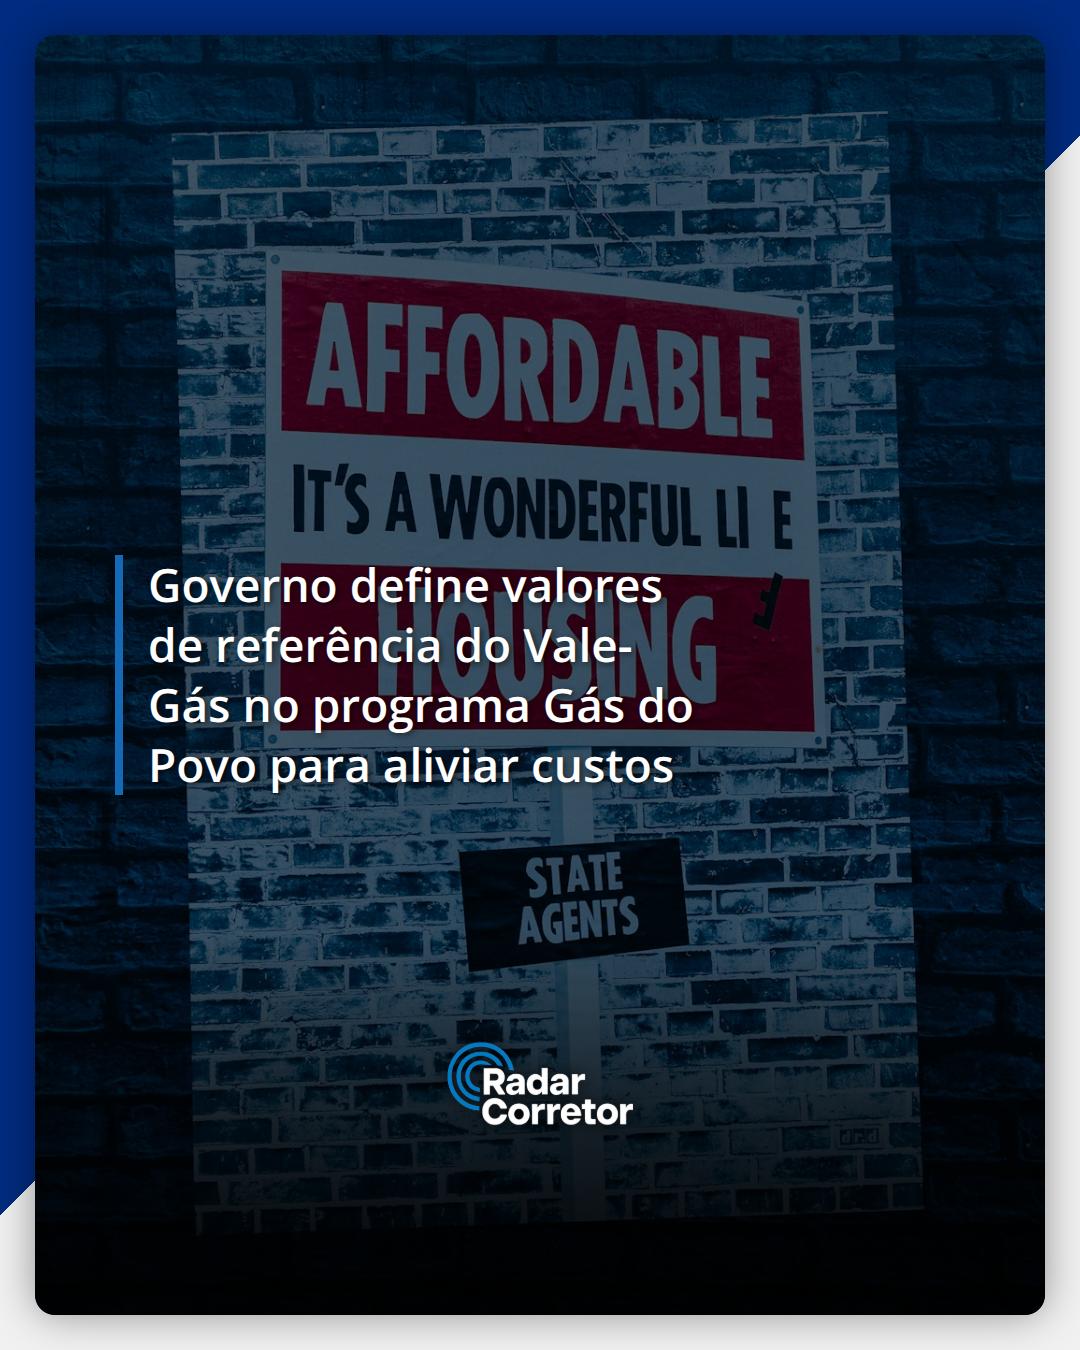 AFFORDABLE
IT'S A WONDERFUL LI E
F
HOUSING
Governo define valores
de referência do Vale-
Gás no programa Gás do
Povo para aliviar custos
STATE
AGENTS
Radar
Corretor